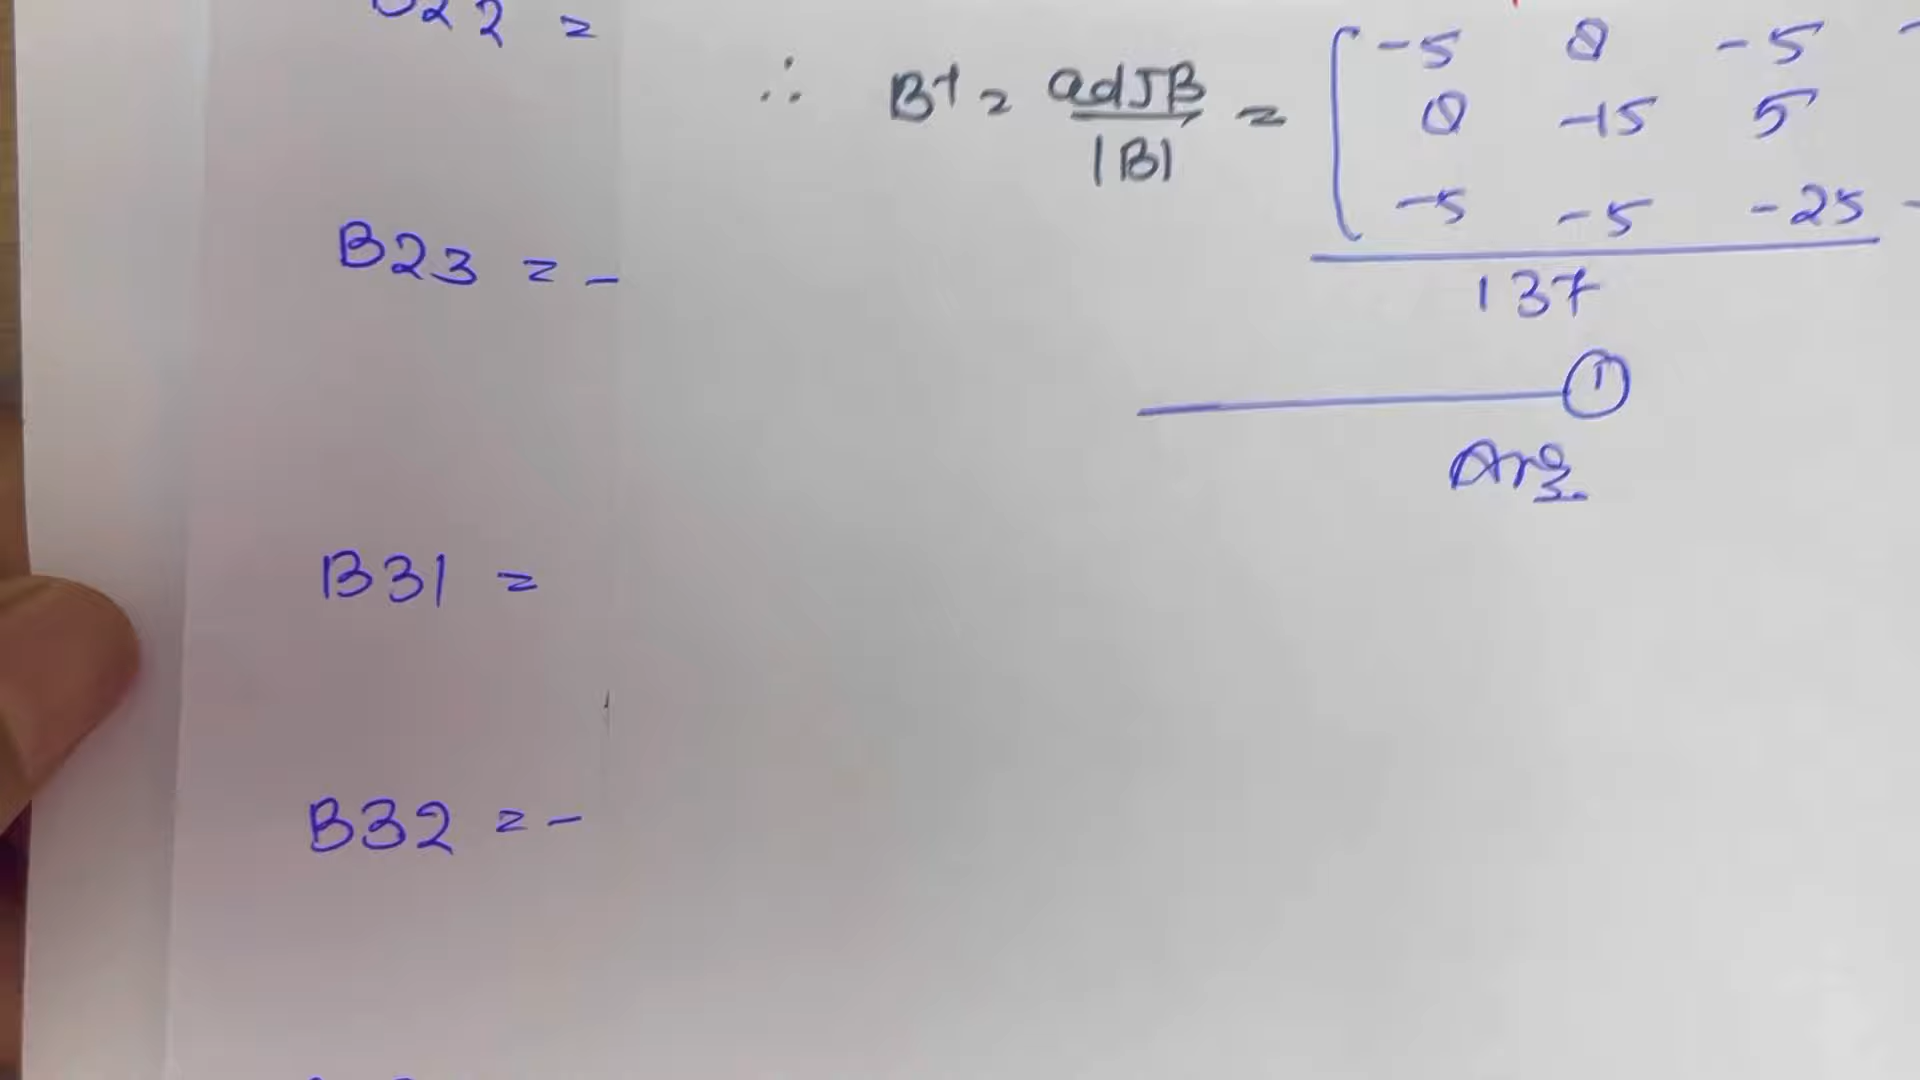 B22 =
∴ B⁻¹ = adJB / |B| = [ -5 0 -5
0 -15 5
-5 -5 -25
137
①
Ans.
B23 = -
B31 =
B32 = -